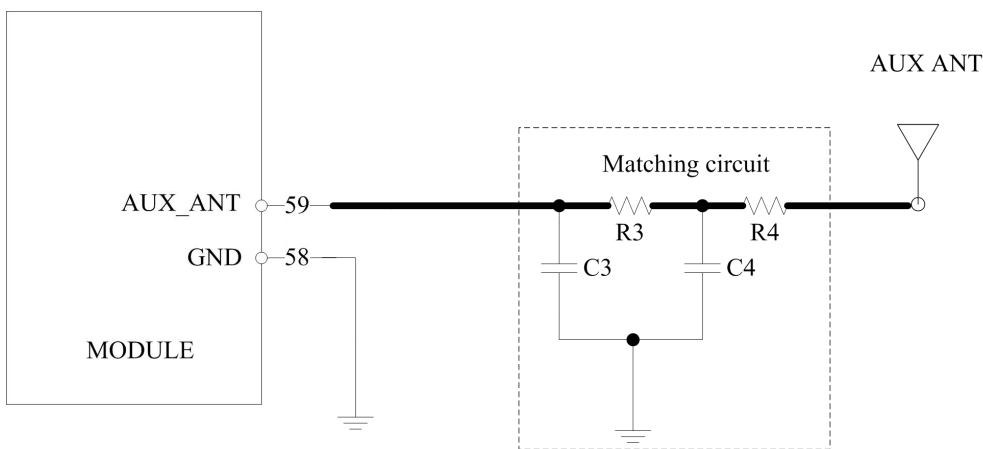 AUX ANT
Matching circuit
AUX_ANT 59
R3 R4
GND 58
C3 C4
MODULE